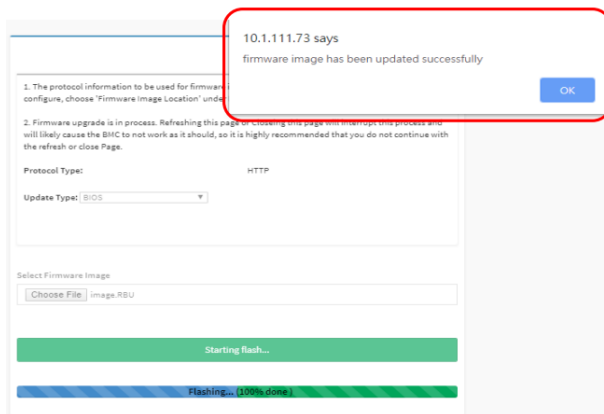 10.1.111.73 says
firmware image has been updated successfully
OK
1. The protocol information to be used for firmware i
configure, choose 'Firmware Image Location' under
2. Firmware upgrade is in process. Refreshing this page or Closeing this page will interrupt this process and
will likely cause the BMC to not work as it should, so it is highly recommended that you do not continue with
the refresh or close Page.
Protocol Type: HTTP
Update Type: BIOS
Select Firmware Image
Choose File image.RBU
Starting flash...
Flashing... (100% done )